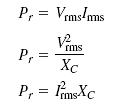 P_r = V_rms I_rms
P_r = V_rms^2 / X_C
P_r = I_rms^2 X_C